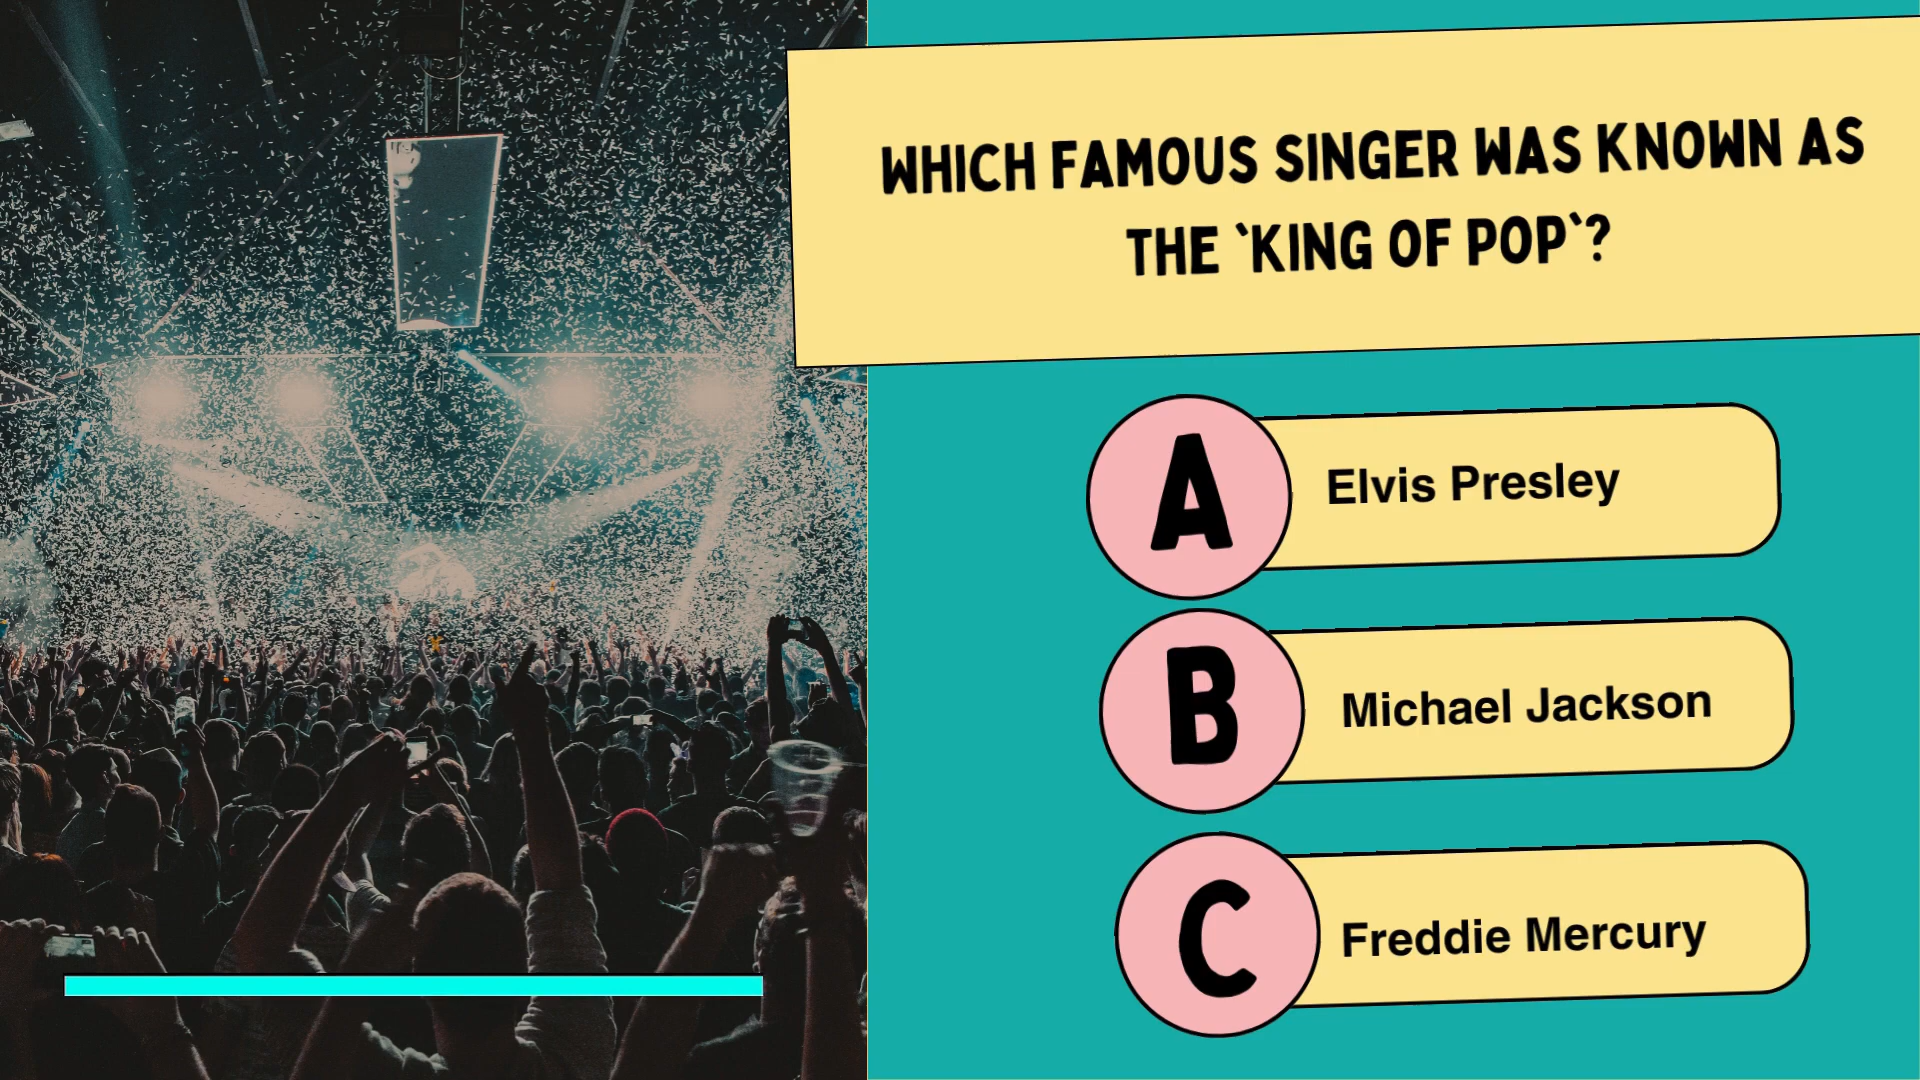 WHICH FAMOUS SINGER WAS KNOWN AS
THE `KING OF POP`?
A
Elvis Presley
B
Michael Jackson
C
Freddie Mercury